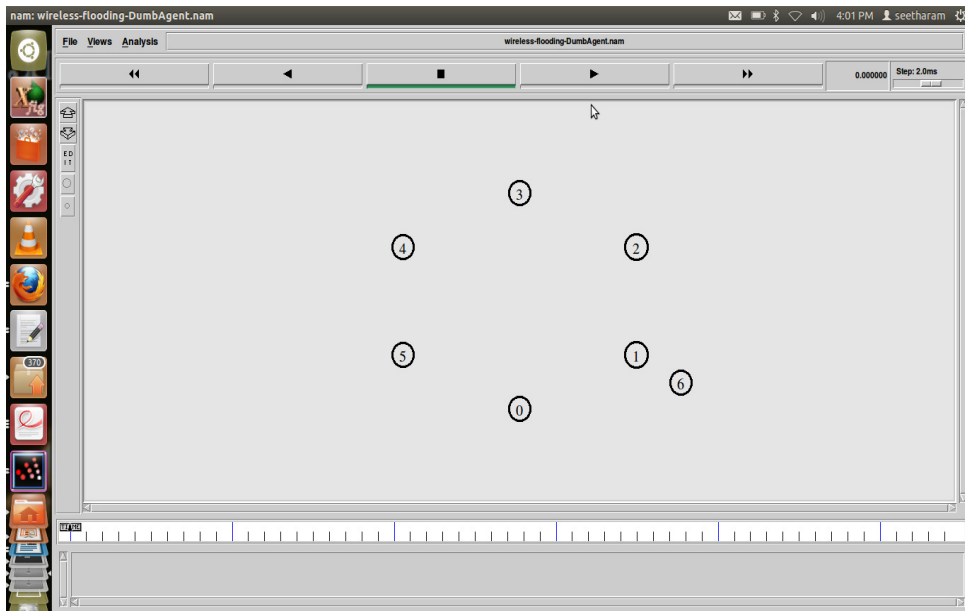 nam: wireless-flooding-DumbAgent.nam
4:01 PM seetharam
File Views Analysis wireless-flooding-DumbAgent.nam
0.000000 Step: 2.0ms
E D
I T
3
4
2
5
1
6
0
370
TIME